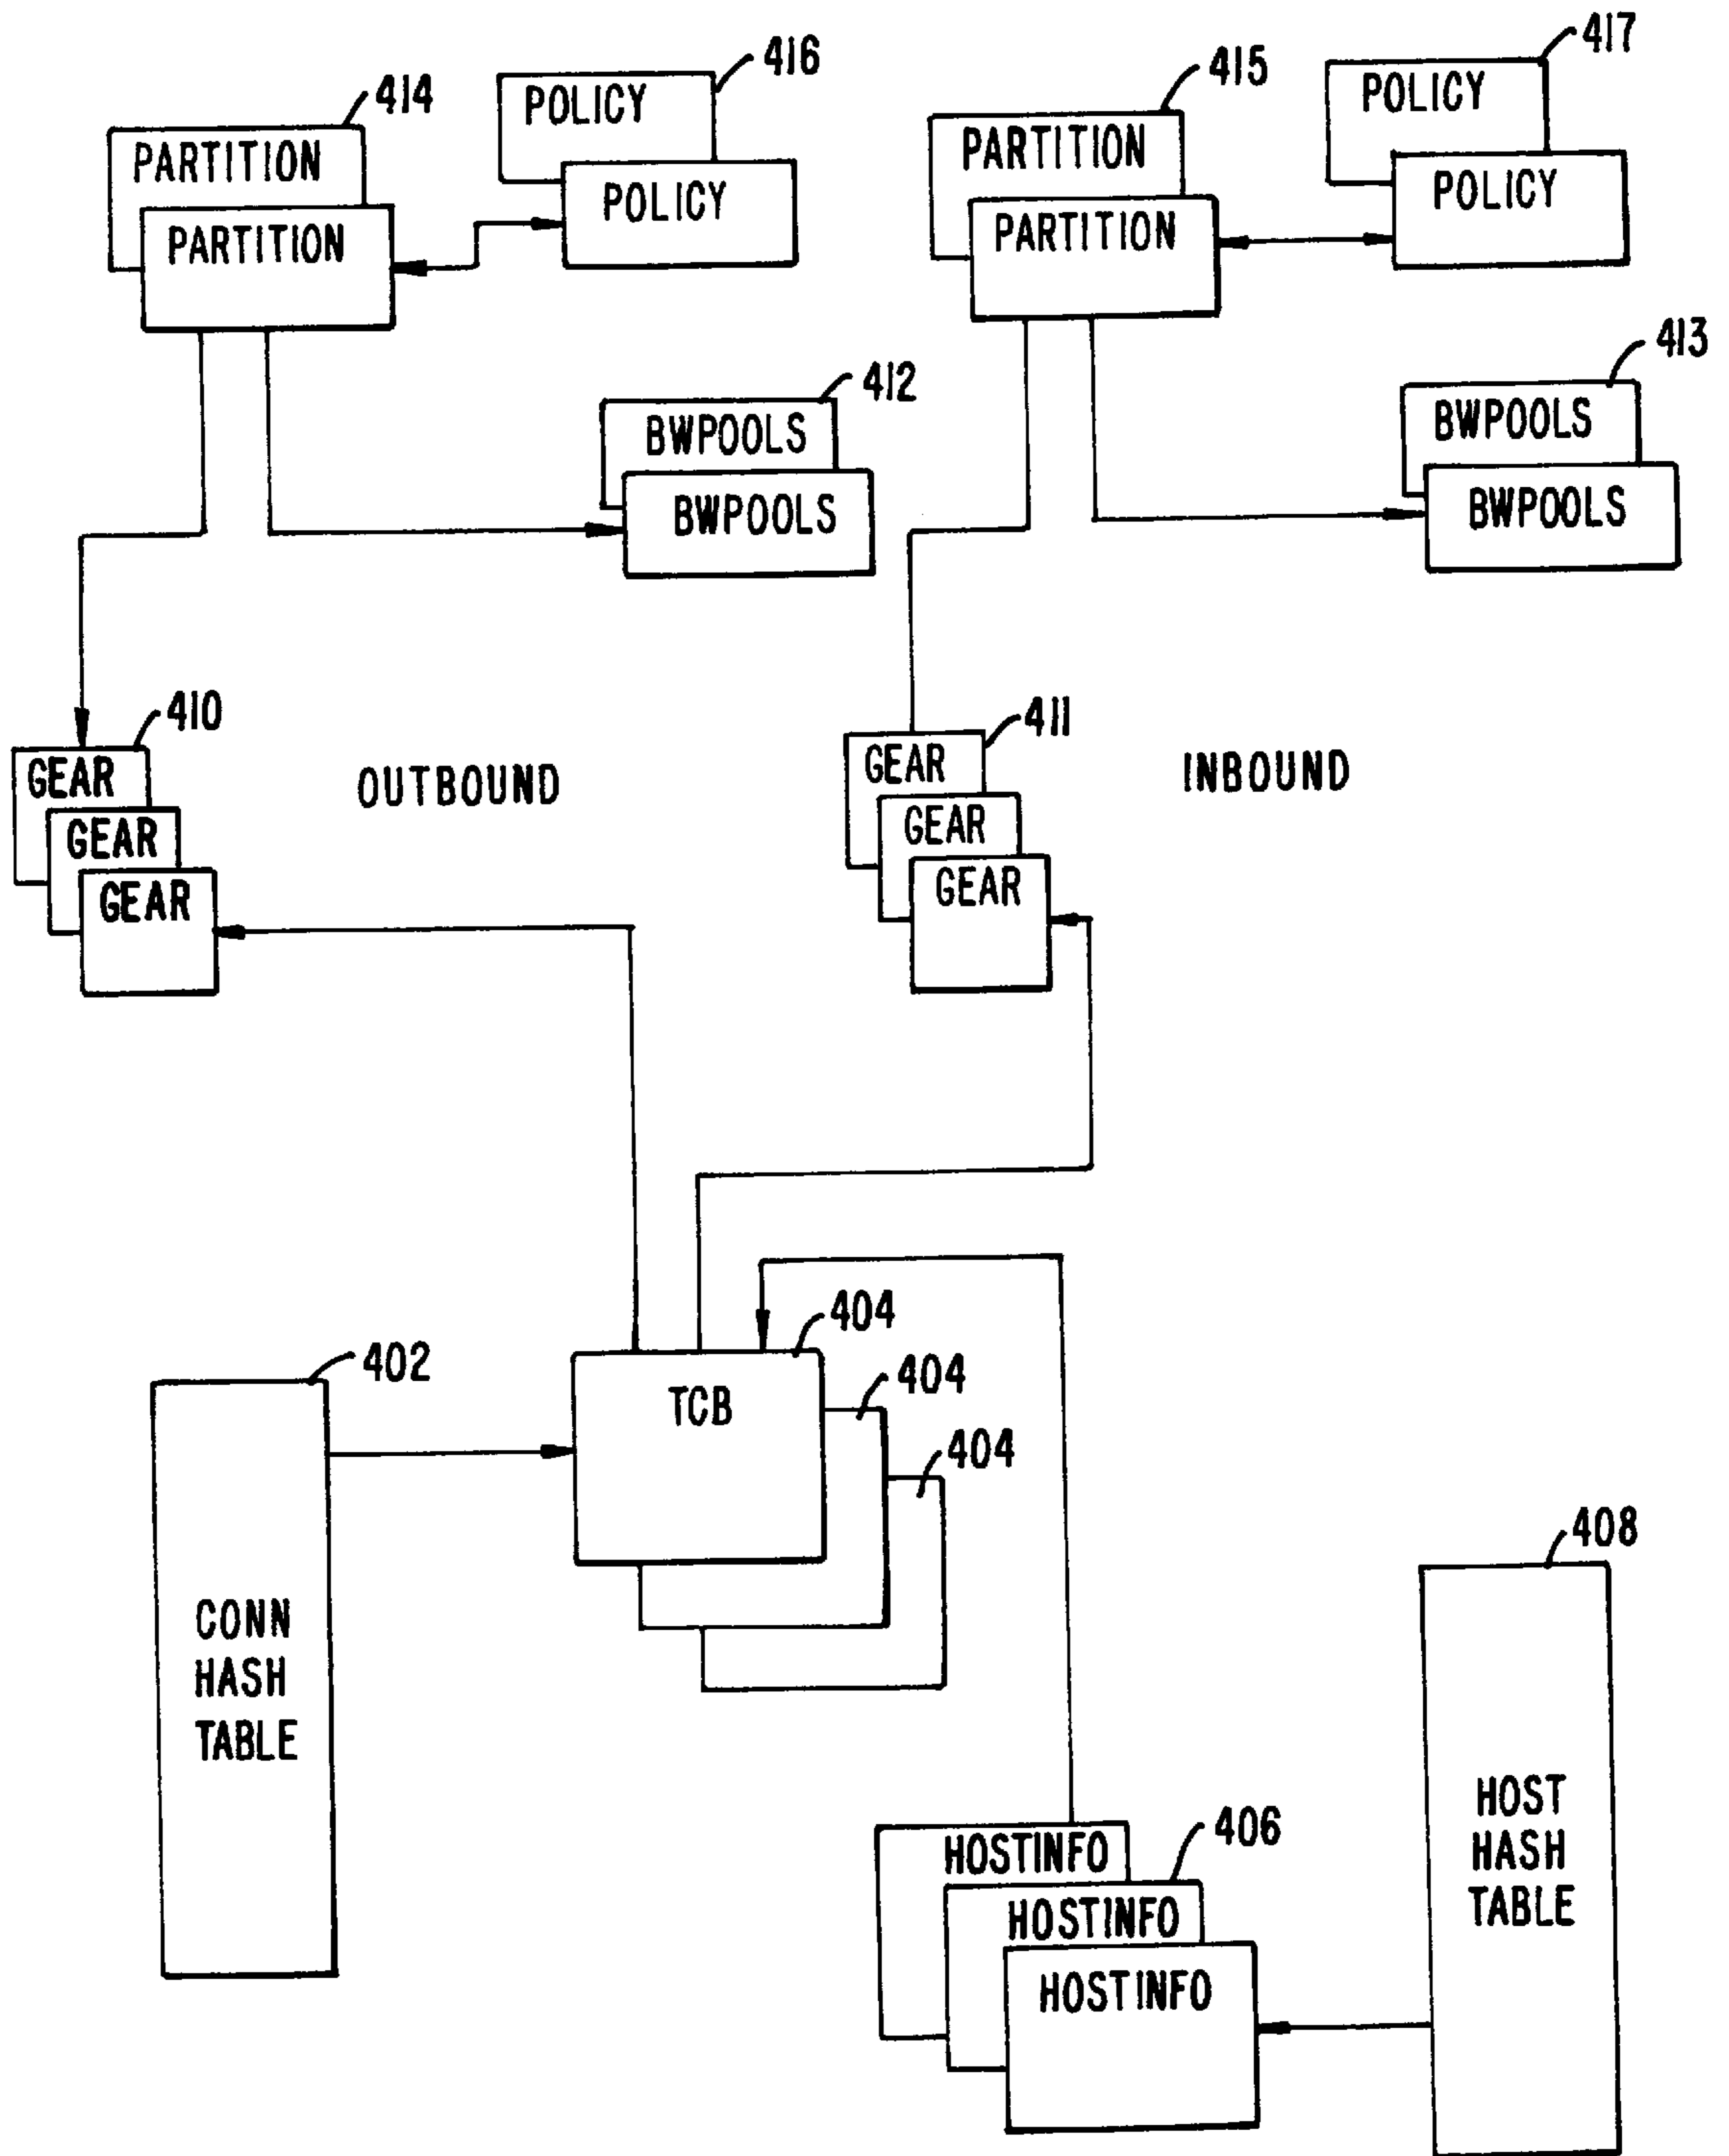 416
417
414
POLICY
415
POLICY
PARTITION
POLICY
PARTITION
POLICY
PARTITION
PARTITION
412
413
BWPOOLS
BWPOOLS
BWPOOLS
BWPOOLS
410
411
GEAR
OUTBOUND
GEAR
INBOUND
GEAR
GEAR
GEAR
GEAR
404
402
TCB
404
404
408
CONN
HASH
TABLE
406
HOSTINFO
HOST
HASH
TABLE
HOSTINFO
HOSTINFO